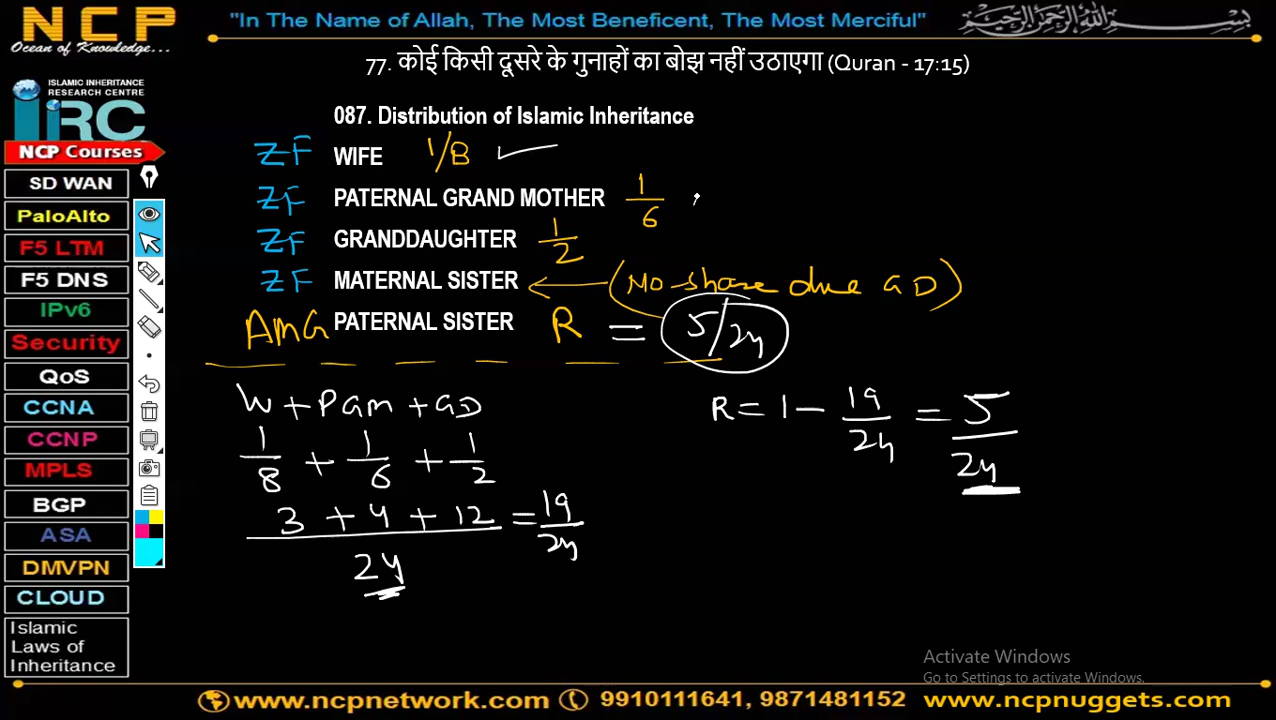 NCP
Ocean of Knowledge...
"In The Name of Allah, The Most Beneficent, The Most Merciful"
بِسْمِ اللهِ الرَّحْمٰنِ الرَّحِيْمِ
77. कोई किसी दूसरे के गुनाहों का बोझ नहीं उठाएगा (Quran - 17:15)
ISLAMIC INHERITANCE
RESEARCH CENTRE
iIRC
NCP Courses
SD WAN
PaloAlto
F5 LTM
F5 DNS
IPv6
Security
QoS
CCNA
CCNP
MPLS
BGP
ASA
DMVPN
CLOUD
Islamic
Laws of
Inheritance
087. Distribution of Islamic Inheritance
ZF WIFE 1/8
ZF PATERNAL GRAND MOTHER 1/6
ZF GRANDDAUGHTER 1/2
ZF MATERNAL SISTER ← (No share due GD)
AMG PATERNAL SISTER R = 5/24
W + PGM + GD
1/8 + 1/6 + 1/2
3 + 4 + 12 = 19/24
24
R = 1 - 19/24 = 5/24
Activate Windows
Go to Settings to activate Windows.
www.ncpnetwork.com 9910111641, 9871481152 www.ncpnuggets.com